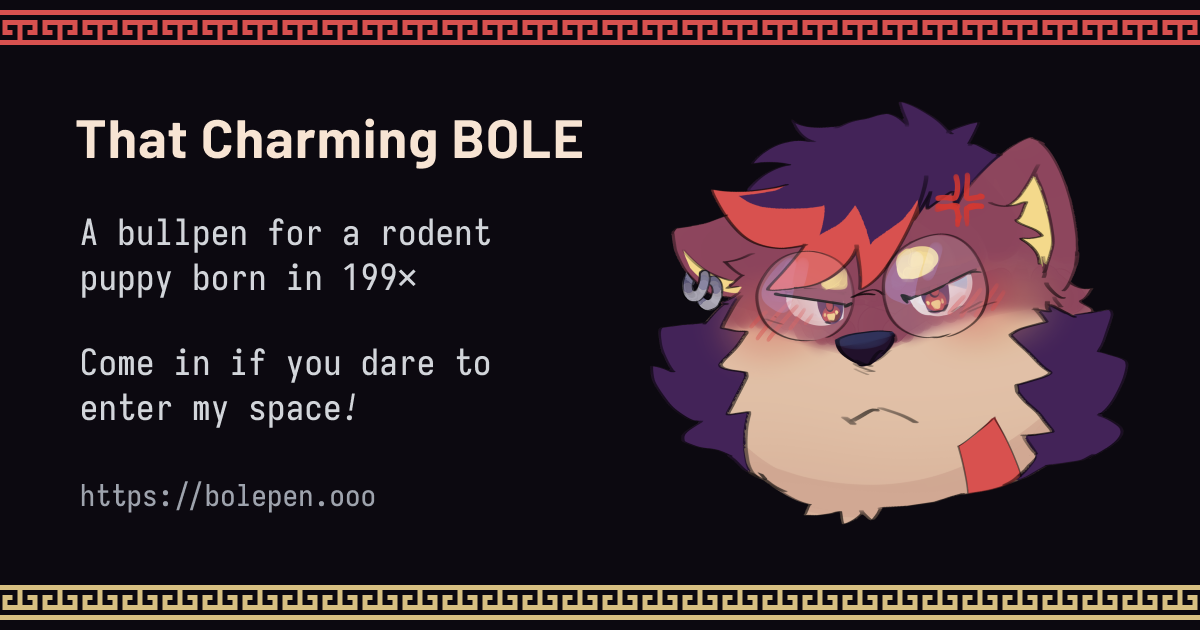 That Charming BOLE
A bullpen for a rodent
puppy born in 199×
Come in if you dare to
enter my space!
https://bolepen.ooo